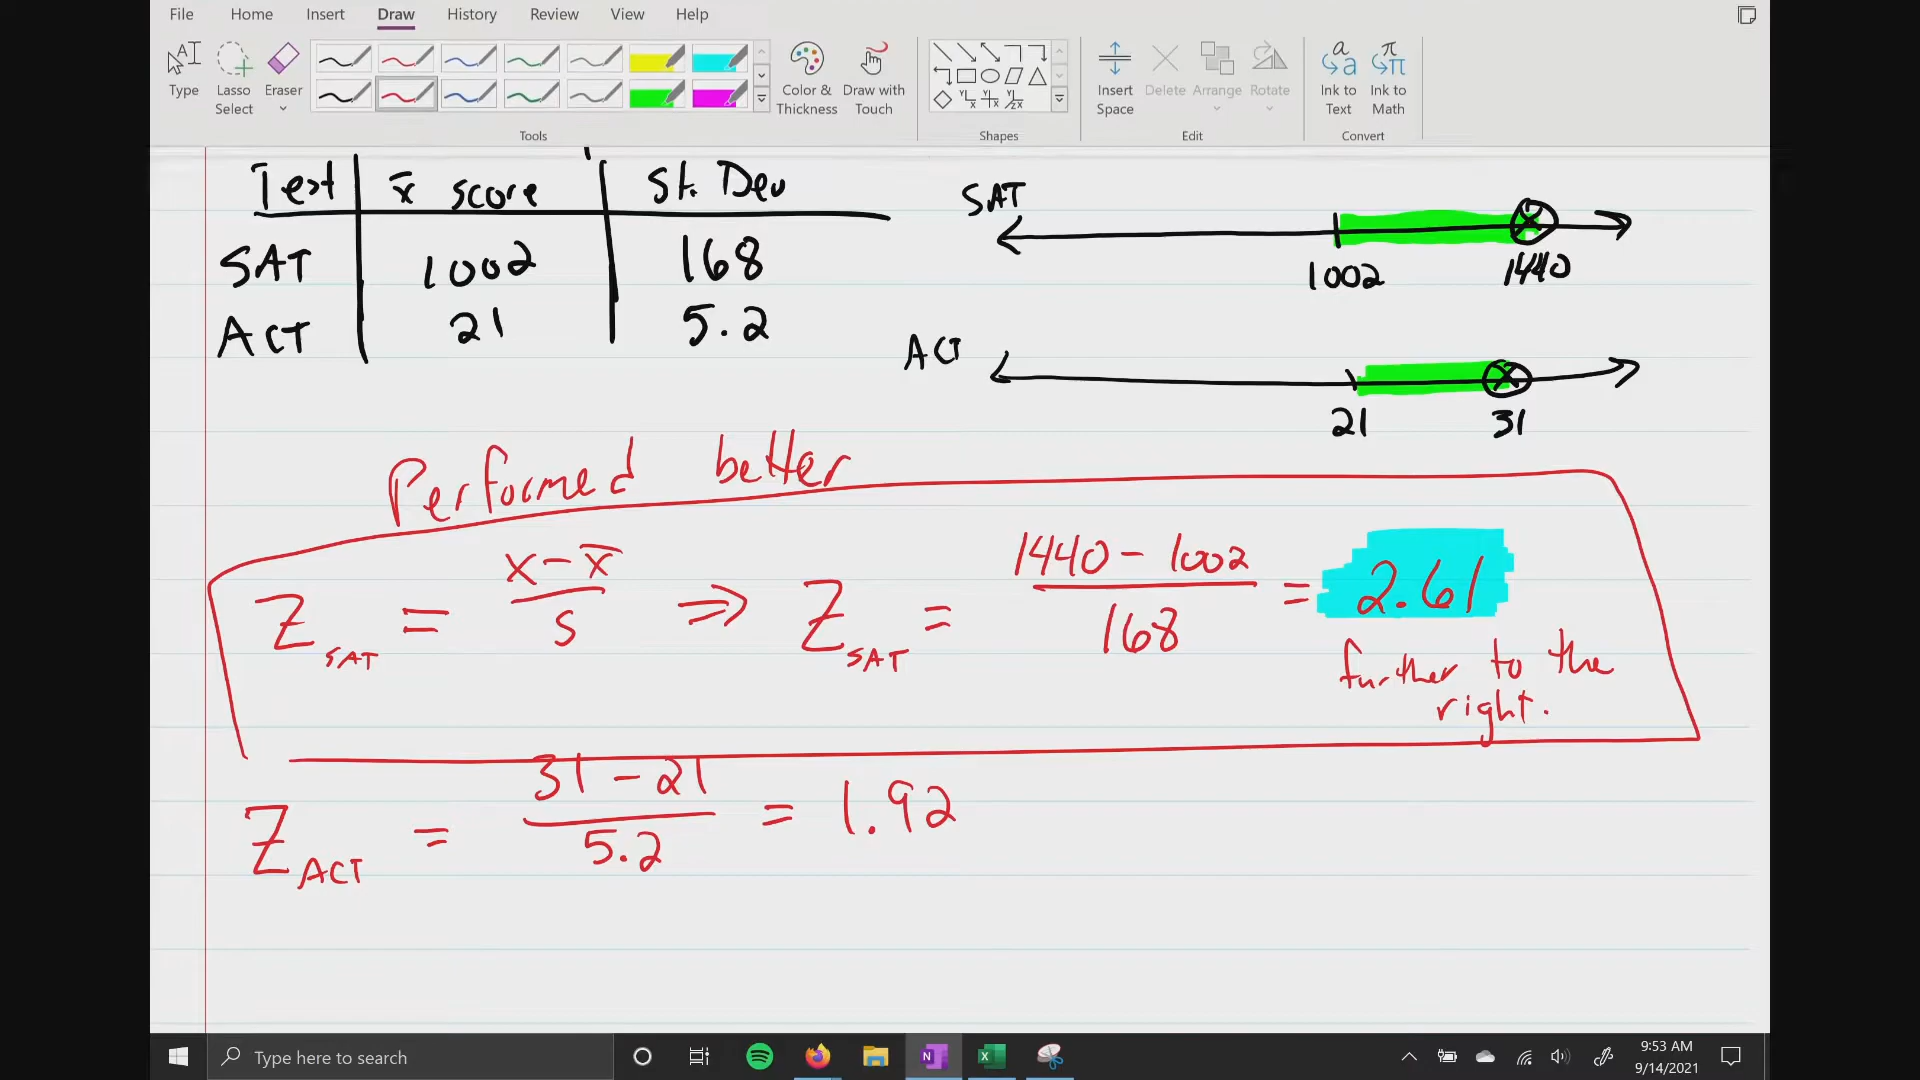 File Home Insert Draw History View Review Help
Type
Lasso Select
Eraser
Color & Thickness
Draw with Touch
Insert Space
Delete
Arrange
Rotate
Ink to Text
Ink to Math
Tools
Shapes
Edit
Convert
Test x̄ score St. Dev
SAT 1002 168
ACT 21 5.2
SAT
1002 1440
ACT
21 31
Performed better
Z_SAT = (x - x̄)/s ⇒ Z_SAT = (1440 - 1002)/168 = 2.61
further to the
right.
Z_ACT = (31 - 21)/5.2 = 1.92
Type here to search
9:53 AM
9/14/2021